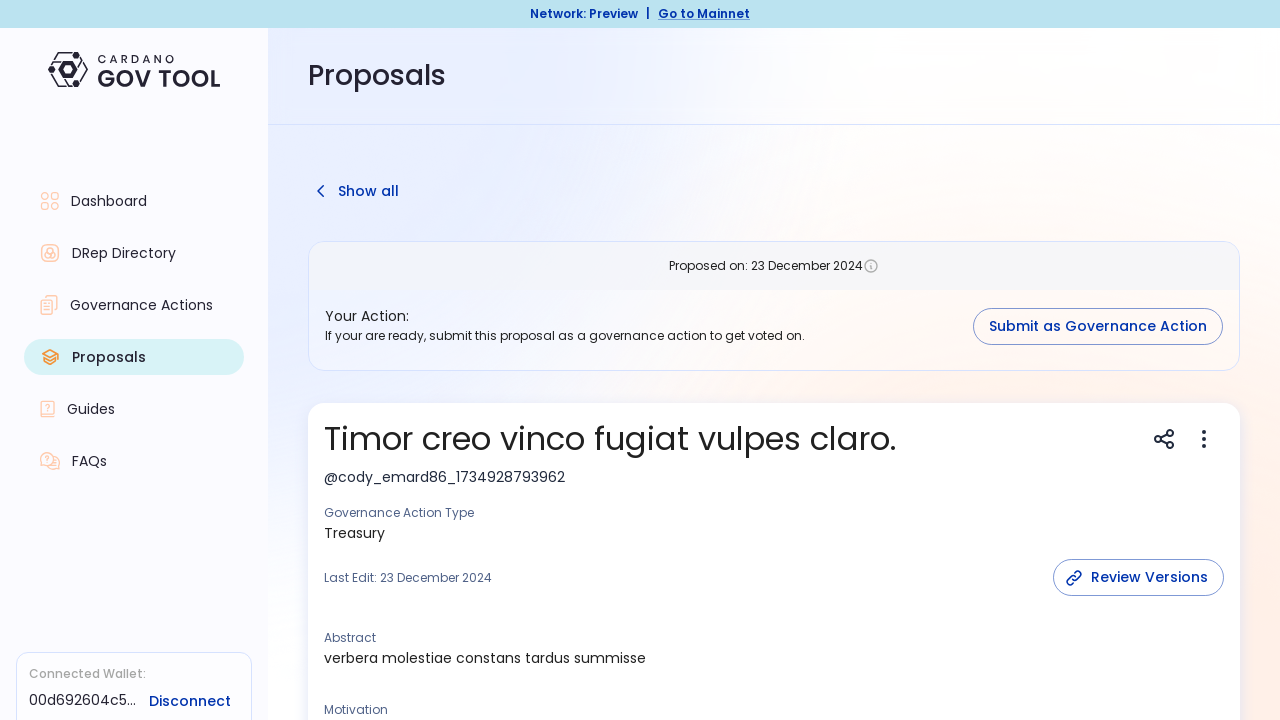 Network: Preview | Go to Mainnet
CARDANO
GOV TOOL
Proposals
Dashboard
DRep Directory
Governance Actions
Proposals
Guides
FAQs
Connected Wallet:
00d692604c5...
Disconnect
Show all
Proposed on: 23 December 2024
Your Action:
If you are ready, submit this proposal as a governance action to get voted on.
Submit as Governance Action
Timor creo vinco fugiat vulpes claro.
@cody_emard86_1734928793962
Governance Action Type
Treasury
Last Edit: 23 December 2024
Review Versions
Abstract
verbera molestiae constans tardus summisse
Motivation